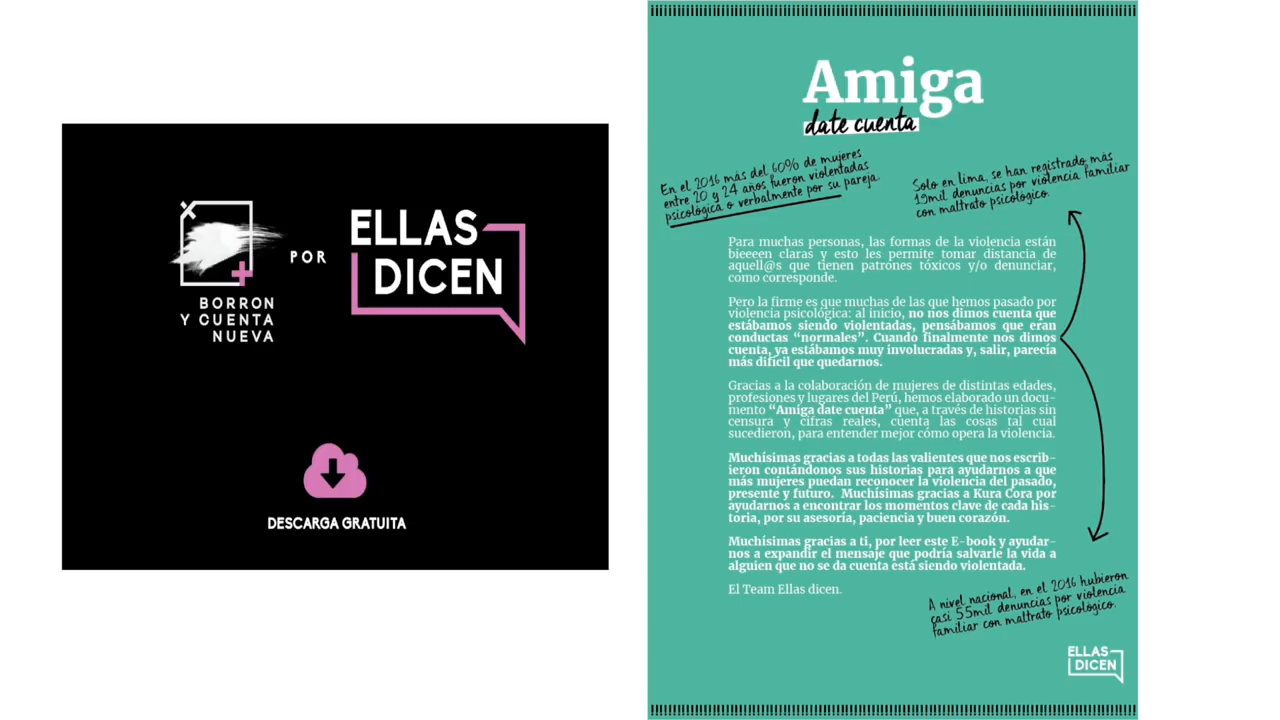 BORRON
Y CUENTA
NUEVA
POR
ELLAS
DICEN
DESCARGA GRATUITA
Amiga
date cuenta
En el 2016 más del 60% de mujeres
entre 20 y 24 años fueron violentadas
psicológica o verbalmente por su pareja.
Solo en lima, se han registrado más
19mil denuncias por violencia familiar
con maltrato psicológico.
Para muchas personas, las formas de la violencia están
bieeeen claras y esto les permite tomar distancia de
aquell@s que tienen patrones tóxicos y/o denunciar,
como corresponde.
Pero la firme es que muchas de las que hemos pasado por
violencia psicológica: al inicio, no nos dimos cuenta que
estábamos siendo violentadas, pensábamos que eran
conductas “normales”. Cuando finalmente nos dimos
cuenta, ya estábamos muy involucradas y, salir, parecía
más difícil que quedarnos.
Gracias a la colaboración de mujeres de distintas edades,
profesiones y lugares del Perú, hemos elaborado un docu-
mento “Amiga date cuenta” que, a través de historias sin
censura y cifras reales, cuenta las cosas tal cual
sucedieron, para entender mejor cómo opera la violencia.
Muchísimas gracias a todas las valientes que nos escrib-
ieron contándonos sus historias para ayudarnos a que
más mujeres puedan reconocer la violencia del pasado,
presente y futuro. Muchísimas gracias a Kura Cora por
ayudarnos a encontrar los momentos clave de cada his-
toria, por su asesoría, paciencia y buen corazón.
Muchísimas gracias a ti, por leer este E-book y ayudar-
nos a expandir el mensaje que podría salvarle la vida a
alguien que no se da cuenta está siendo violentada.
El Team Ellas dicen.
A nivel nacional, en el 2016 hubieron
casi 55mil denuncias por violencia
familiar con maltrato psicológico.
ELLAS
DICEN